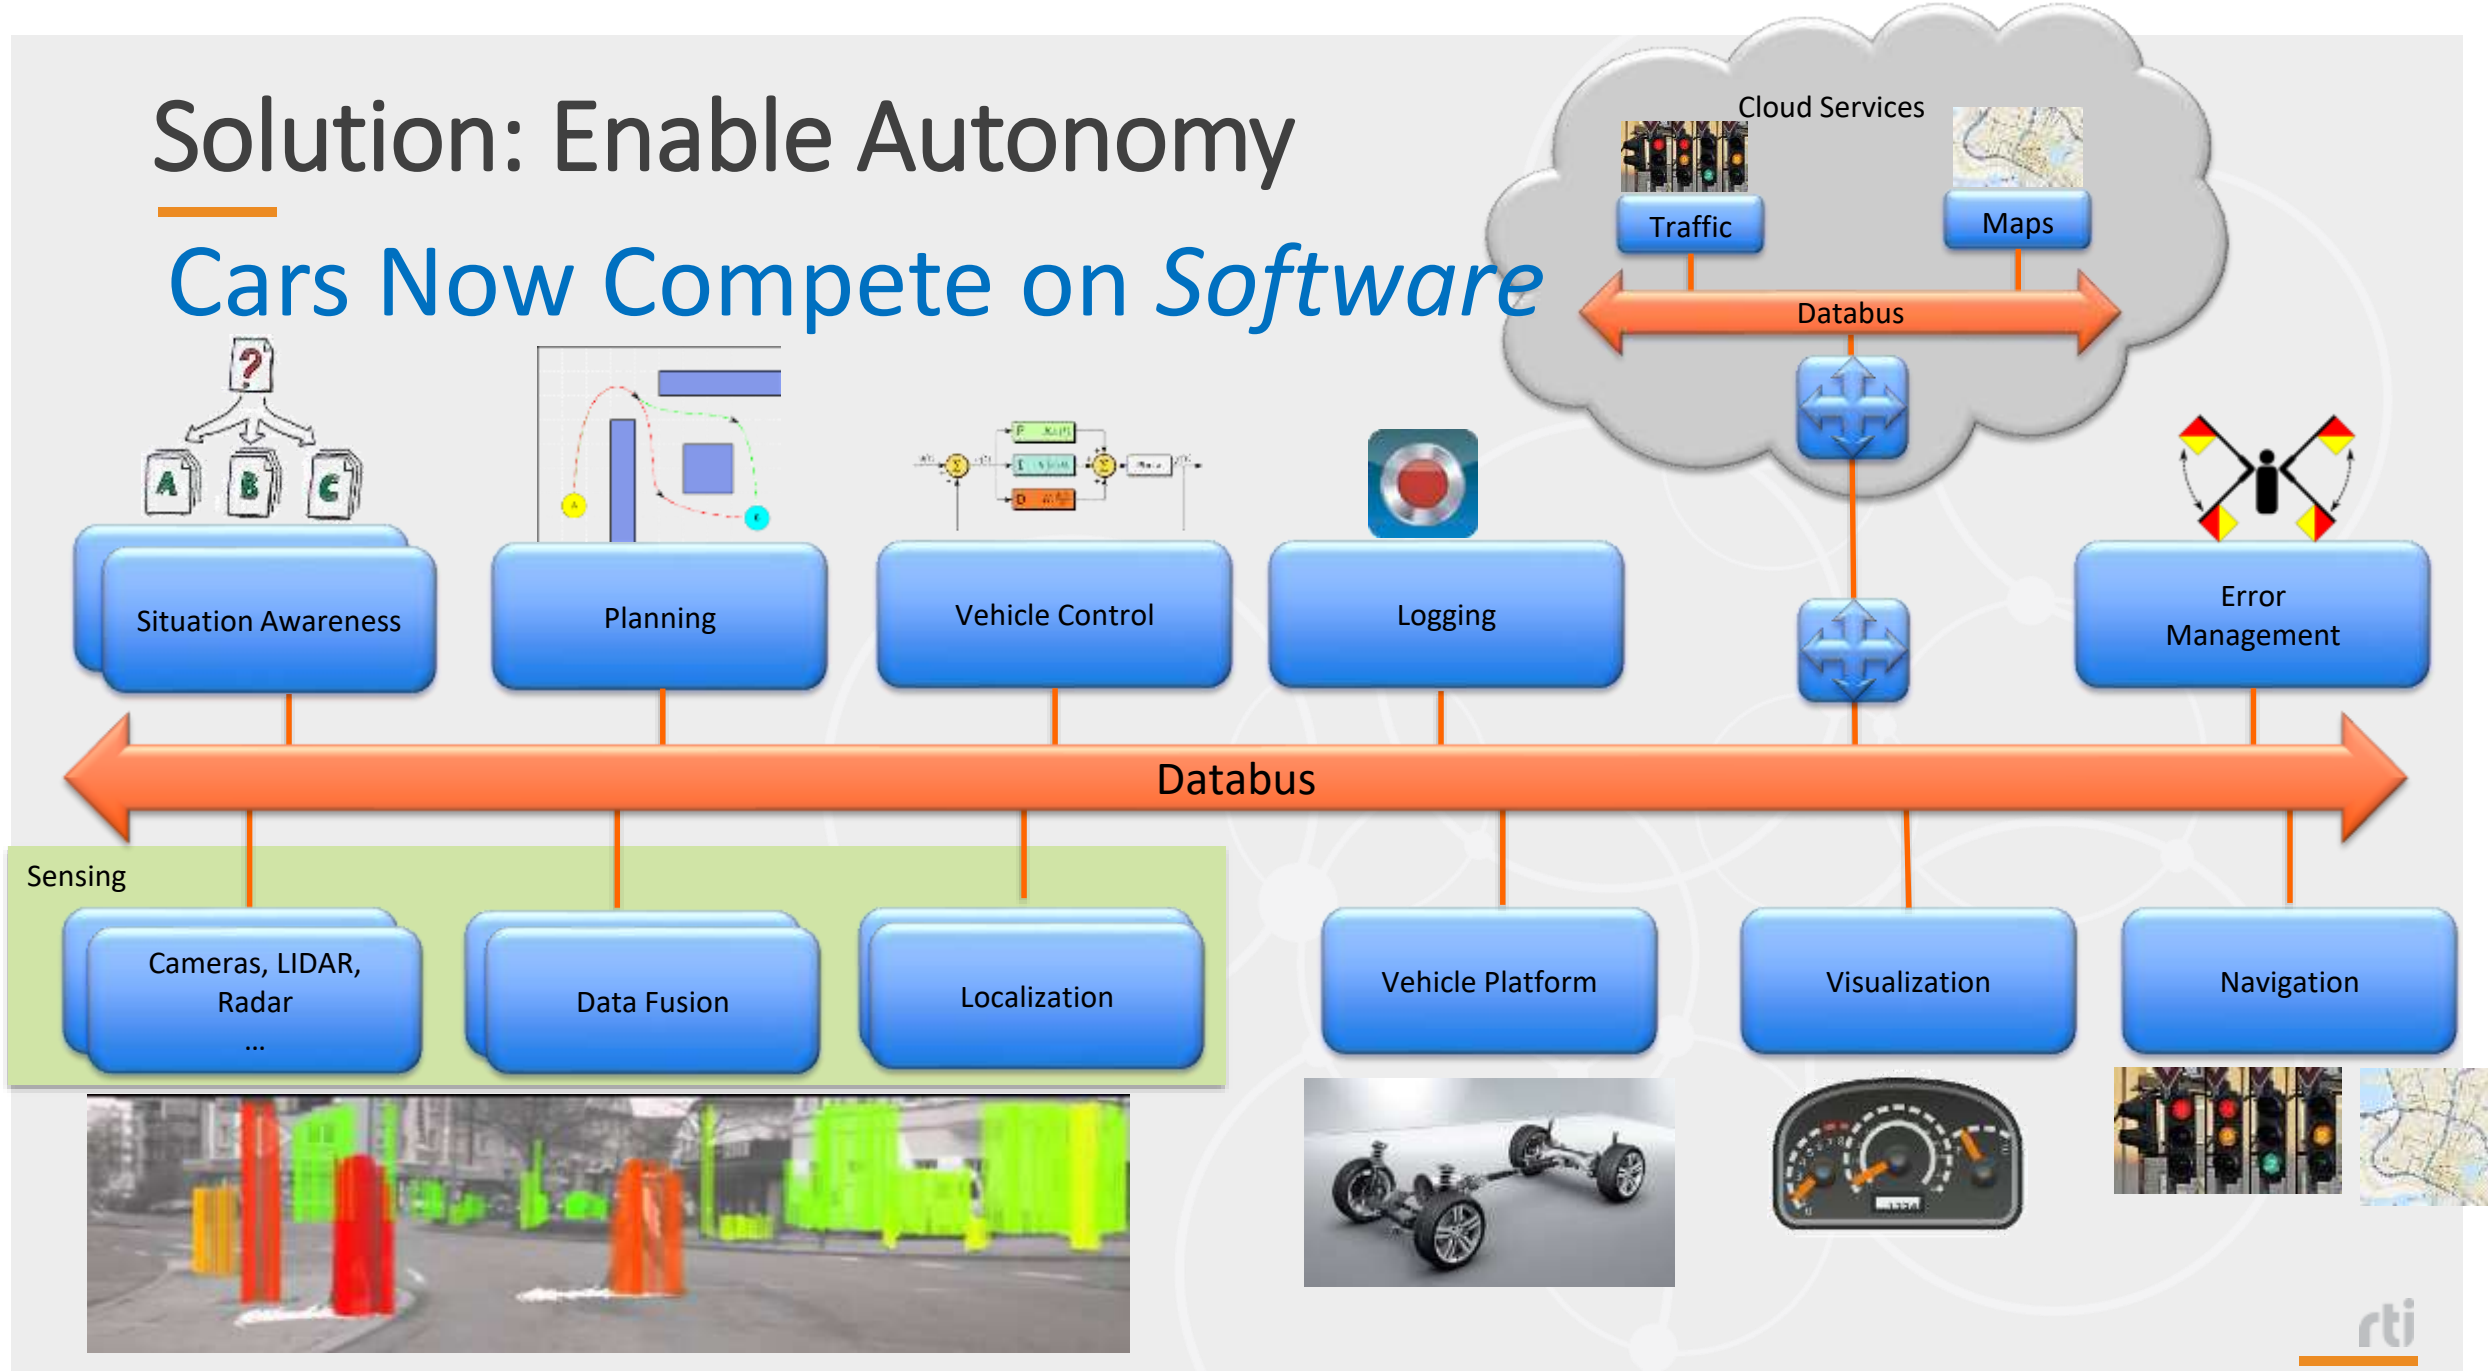 Solution: Enable Autonomy
Cars Now Compete on Software
Cloud Services
Traffic
Maps
Databus
?
A
B
C
A
P
I
D
Σ
Σ
Situation Awareness
Planning
Vehicle Control
Logging
Error
Management
Databus
Sensing
Cameras, LIDAR,
Radar
...
Data Fusion
Localization
Vehicle Platform
Visualization
Navigation
rti